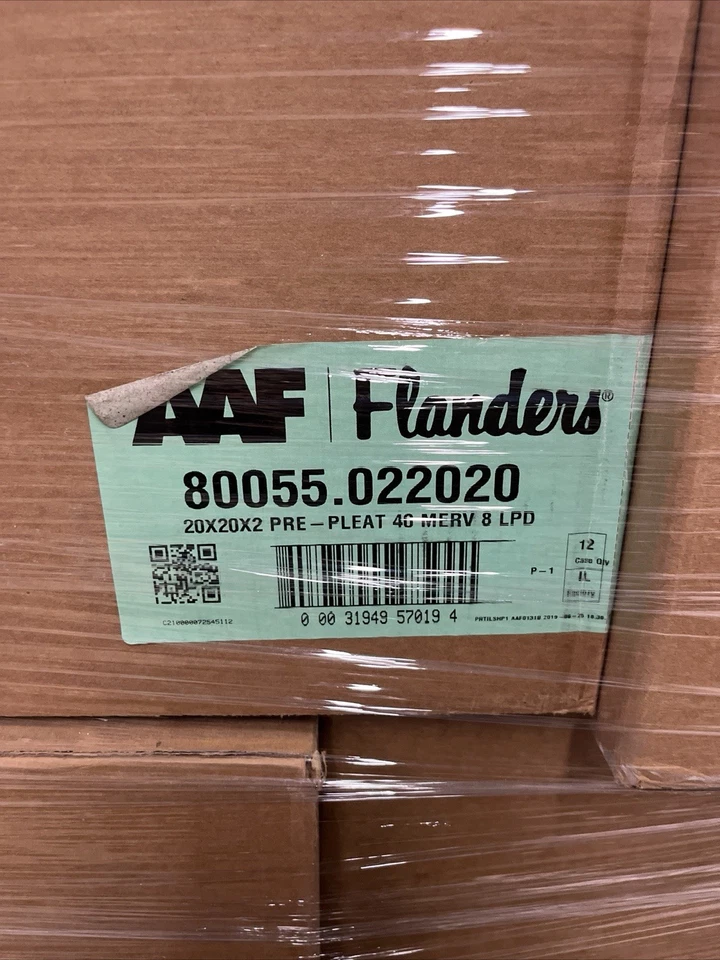 AAF Flanders®
80055.022020
20X20X2 PRE-PLEAT 40 MERV 8 LPD
12
P-1
Case Qty
IL
0 00 31949 57019 4
C210000072845112